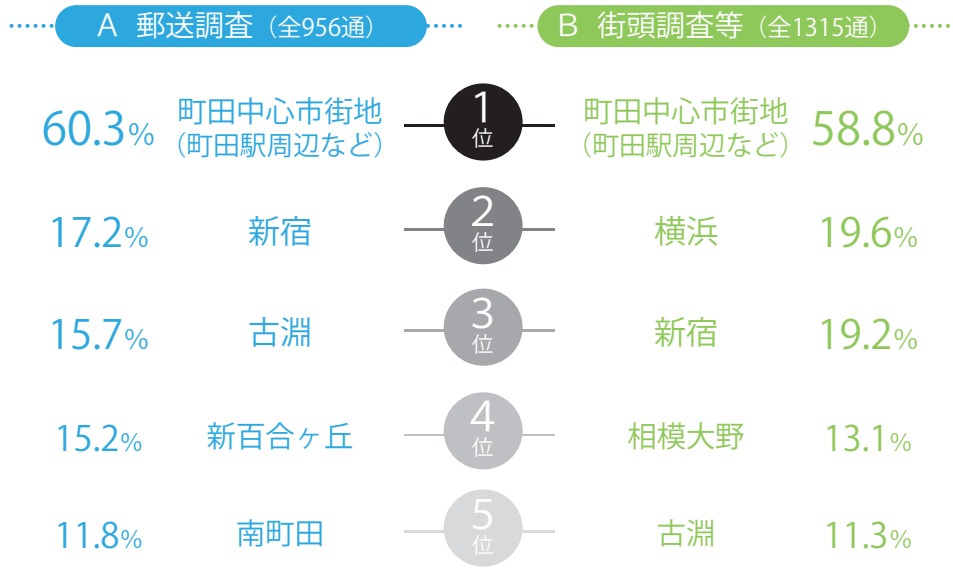 A 郵送調査（全956通）
B 街頭調査等（全1315通）
60.3% 町田中心市街地
（町田駅周辺など）
1位
町田中心市街地
（町田駅周辺など） 58.8%
17.2% 新宿 2位 横浜 19.6%
15.7% 古淵 3位 新宿 19.2%
15.2% 新百合ヶ丘 4位 相模大野 13.1%
11.8% 南町田 5位 古淵 11.3%